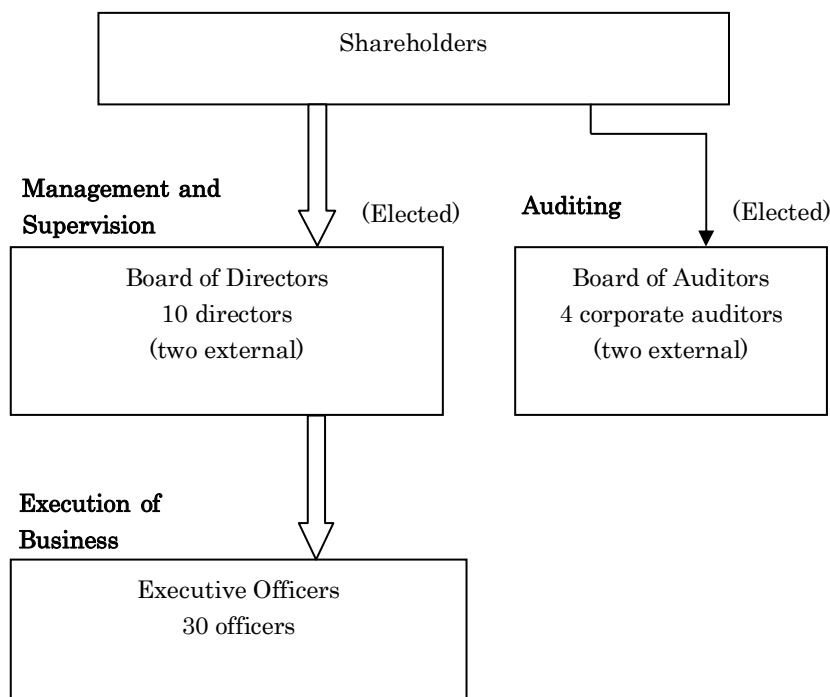 Shareholders
Management and
Supervision
(Elected)
Auditing
(Elected)
Board of Directors
10 directors
(two external)
Board of Auditors
4 corporate auditors
(two external)
Execution of
Business
Executive Officers
30 officers